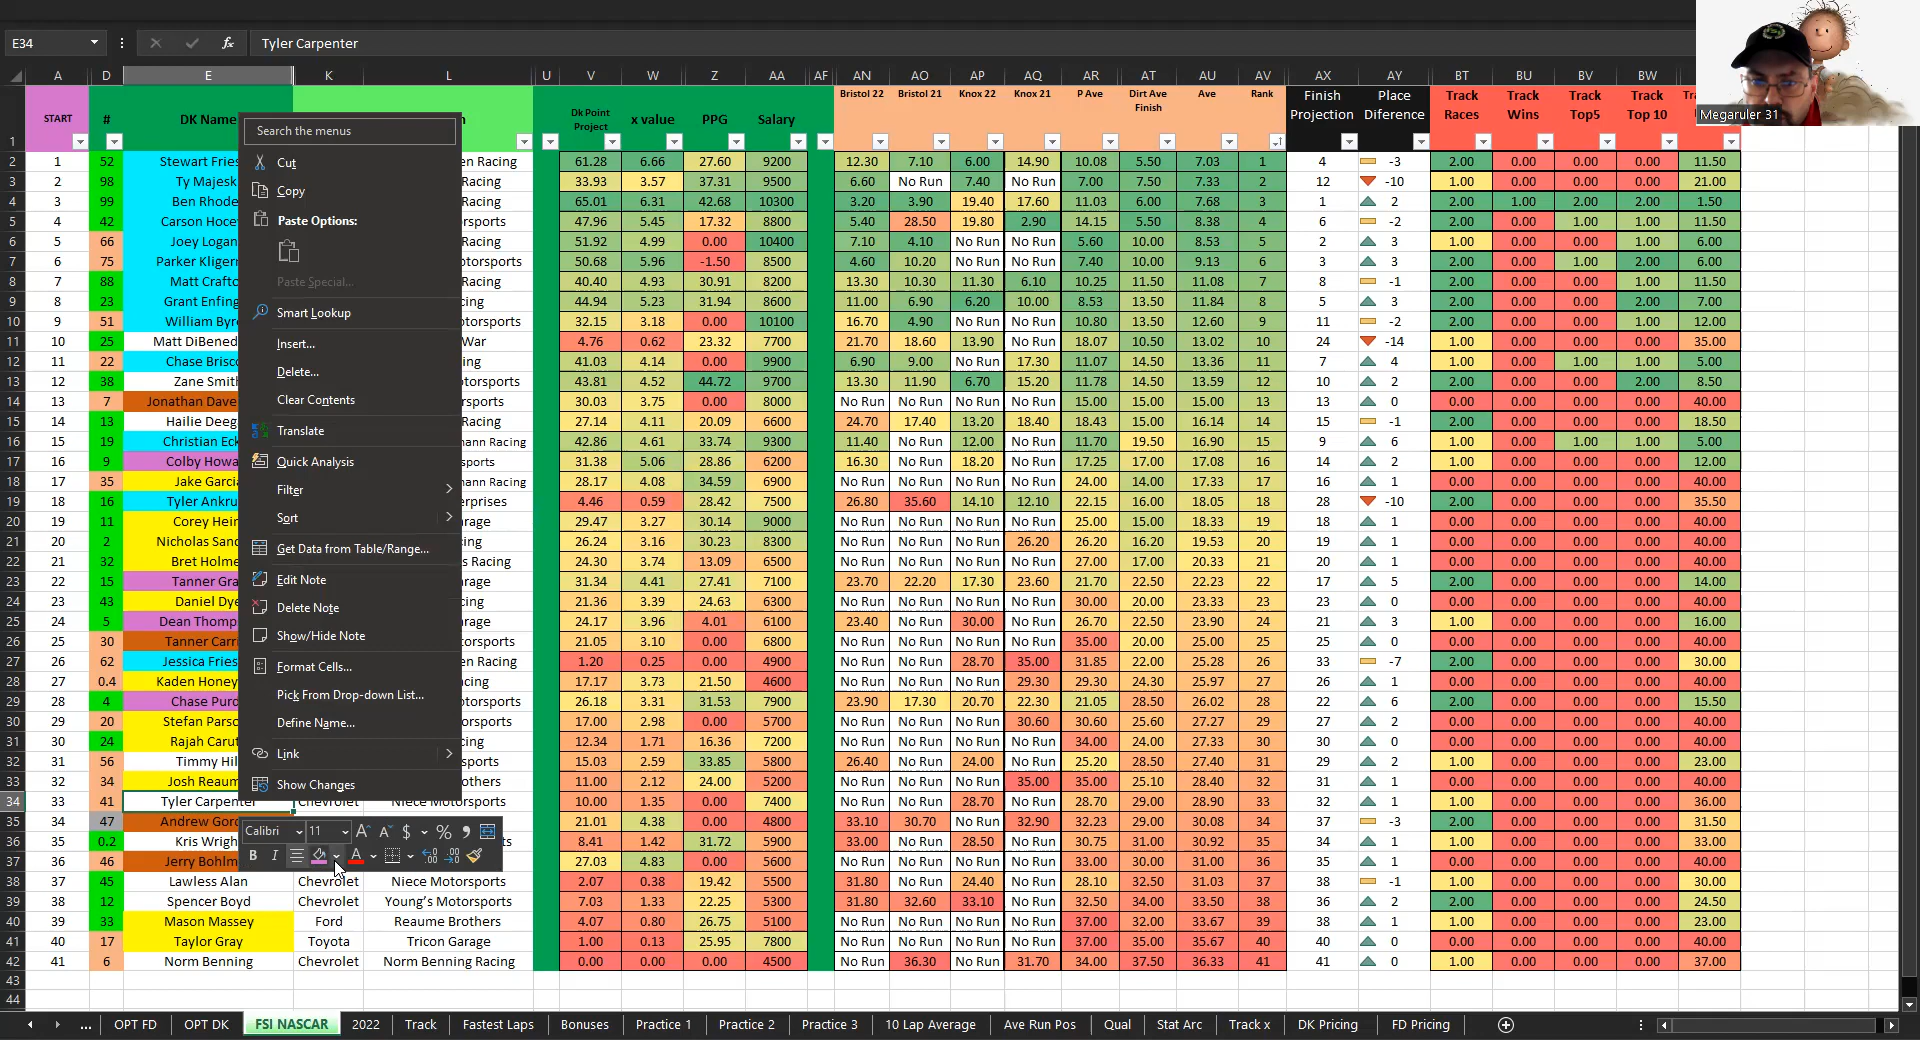 E34 fx Tyler Carpenter
Megaruler 31
A D E K L U V W Z AA AF AN AO AP AQ AR AT AU AV AX AY BT BU BV BW
1 START # DK Name Dk Point Project x value PPG Salary Bristol 22 Bristol 21 Knox 22 Knox 21 P Ave Dirt Ave Finish Ave Rank Finish Projection Place Diference Track Races Track Wins Track Top5 Track Top 10
2 1 52 Stewart Fries en Racing 61.28 6.66 27.60 9200 12.30 7.10 6.00 14.90 10.08 5.50 7.03 1 4 -3 2.00 0.00 0.00 0.00 11.50
3 2 98 Ty Majesk Racing 33.93 3.57 37.31 9500 6.60 No Run 7.40 No Run 7.00 7.50 7.33 2 12 -10 1.00 0.00 0.00 0.00 21.00
4 3 99 Ben Rhode Racing 65.01 6.31 42.68 10300 3.20 3.90 19.40 17.60 11.03 6.00 7.68 3 1 2 2.00 1.00 2.00 2.00 1.50
5 4 42 Carson Hoce orsports 47.96 5.45 17.32 8800 5.40 28.50 19.80 2.90 14.15 5.50 8.38 4 6 -2 2.00 0.00 1.00 1.00 11.50
6 5 66 Joey Logan Racing 51.92 4.99 0.00 10400 7.10 4.10 No Run No Run 5.60 10.00 8.53 5 2 3 1.00 0.00 0.00 1.00 6.00
7 6 75 Parker Kligerr otorsports 50.68 5.96 -1.50 8500 4.60 10.20 No Run No Run 7.40 10.00 9.13 6 3 3 1.00 0.00 1.00 2.00 6.00
8 7 88 Matt Crafto Racing 40.40 4.93 30.91 8200 13.30 10.30 11.30 6.10 10.25 11.50 11.08 7 8 -1 2.00 0.00 0.00 1.00 11.50
9 8 23 Grant Enfing cing 44.94 5.23 31.94 8600 11.00 6.90 6.20 10.00 8.53 13.50 11.84 8 5 3 2.00 0.00 0.00 2.00 7.00
10 9 51 William Byr otorsports 32.15 3.18 0.00 10100 16.70 4.90 No Run No Run 10.80 13.50 12.60 9 11 -2 2.00 0.00 0.00 1.00 12.00
11 10 25 Matt DiBened War 4.76 0.62 23.32 7700 21.70 18.60 13.90 No Run 18.07 10.50 13.02 10 24 -14 1.00 0.00 0.00 0.00 35.00
12 11 22 Chase Brisc ing 41.03 4.14 0.00 9900 6.90 9.00 No Run 17.30 11.07 14.50 13.36 11 7 4 1.00 0.00 1.00 1.00 5.00
13 12 38 Zane Smit otorsports 43.81 4.52 44.72 9700 13.30 11.90 6.70 15.20 11.78 14.50 13.59 12 10 2 2.00 0.00 0.00 2.00 8.50
14 13 7 Jonathan Dave rsports 30.03 3.75 0.00 8000 No Run No Run No Run No Run 15.00 15.00 15.00 13 13 0 0.00 0.00 0.00 0.00 40.00
15 14 13 Hailie Deeg Racing 27.14 4.11 20.09 6600 24.70 17.40 13.20 18.40 18.43 15.00 16.14 14 15 -1 2.00 0.00 0.00 0.00 18.50
16 15 19 Christian Eck mann Racing 42.86 4.61 33.74 9300 11.40 No Run 12.00 No Run 11.70 19.50 16.90 15 9 6 1.00 0.00 1.00 1.00 5.00
17 16 9 Colby Howa sports 31.38 5.06 28.86 6200 16.30 No Run 18.20 No Run 17.25 17.00 17.08 16 14 2 1.00 0.00 0.00 0.00 12.00
18 17 35 Jake Garci mann Racing 28.17 4.08 34.59 6900 No Run No Run No Run No Run 24.00 14.00 17.33 17 16 1 0.00 0.00 0.00 0.00 40.00
19 18 16 Tyler Ankru erprises 4.46 0.59 28.42 7500 26.80 35.60 14.10 12.10 22.15 16.00 18.05 18 28 -10 2.00 0.00 0.00 0.00 35.50
20 19 11 Corey Heir arage 29.47 3.27 30.14 9000 No Run No Run No Run No Run 25.00 15.00 18.33 19 18 1 0.00 0.00 0.00 0.00 40.00
21 20 2 Nicholas Sanc ing 26.24 3.16 30.23 8300 No Run No Run No Run 26.20 26.20 16.20 19.53 20 19 1 0.00 0.00 0.00 0.00 40.00
22 21 32 Bret Holme s Racing 24.30 3.74 13.09 6500 No Run No Run No Run No Run 27.00 17.00 20.33 21 20 1 0.00 0.00 0.00 0.00 40.00
23 22 15 Tanner Gra arage 31.34 4.41 27.41 7100 23.70 22.20 17.30 23.60 21.70 22.50 22.23 22 17 5 2.00 0.00 0.00 0.00 14.00
24 23 43 Daniel Dye cing 21.36 3.39 24.63 6300 No Run No Run No Run No Run 30.00 20.00 23.33 23 23 0 0.00 0.00 0.00 0.00 40.00
25 24 5 Dean Thomp arage 24.17 3.96 4.01 6100 23.40 No Run 30.00 No Run 26.70 22.50 23.90 24 21 3 1.00 0.00 0.00 0.00 16.00
26 25 30 Tanner Carri otorsports 21.05 3.10 0.00 6800 No Run No Run No Run No Run 35.00 20.00 25.00 25 25 0 0.00 0.00 0.00 0.00 40.00
27 26 62 Jessica Fries en Racing 1.20 0.25 0.00 4900 No Run No Run 28.70 35.00 31.85 22.00 25.28 26 33 -7 2.00 0.00 0.00 0.00 30.00
28 27 0.4 Kaden Honey cing 17.17 3.73 21.50 4600 No Run No Run No Run 29.30 29.30 24.30 25.97 27 26 1 0.00 0.00 0.00 0.00 40.00
29 28 4 Chase Purd otorsports 26.18 3.31 31.53 7900 23.90 17.30 20.70 22.30 21.05 28.50 26.02 28 22 6 2.00 0.00 0.00 0.00 15.50
30 29 20 Stefan Parsc orsports 17.00 2.98 0.00 5700 No Run No Run No Run 30.60 30.60 25.60 27.27 29 27 2 0.00 0.00 0.00 0.00 40.00
31 30 24 Rajah Carut cing 12.34 1.71 16.36 7200 No Run No Run No Run No Run 34.00 24.00 27.33 30 30 0 0.00 0.00 0.00 0.00 40.00
32 31 56 Timmy Hil orsports 15.03 2.59 33.85 5800 26.40 No Run 24.00 No Run 25.20 28.50 27.40 31 29 2 1.00 0.00 0.00 0.00 23.00
33 32 34 Josh Reaum others 11.00 2.12 24.00 5200 No Run No Run No Run 35.00 35.00 25.10 28.40 32 31 1 0.00 0.00 0.00 0.00 40.00
34 33 41 Tyler Carpenter Chevrolet Niece Motorsports 10.00 1.35 0.00 7400 No Run No Run 28.70 No Run 28.70 29.00 28.90 33 32 1 1.00 0.00 0.00 0.00 36.00
35 34 47 Andrew Gord 21.01 4.38 0.00 4800 33.10 30.70 No Run 32.90 32.23 29.00 30.08 34 37 -3 2.00 0.00 0.00 0.00 31.50
36 35 0.2 Kris Wrigh 8.41 1.42 31.72 5900 33.00 No Run 28.50 No Run 30.75 31.00 30.92 35 34 1 1.00 0.00 0.00 0.00 33.00
37 36 46 Jerry Bohlm 27.03 4.83 0.00 5600 No Run No Run No Run No Run 33.00 30.00 31.00 36 35 1 0.00 0.00 0.00 0.00 40.00
38 37 45 Lawless Alan Chevrolet Niece Motorsports 2.07 0.38 19.42 5500 31.80 No Run 24.40 No Run 28.10 32.50 31.03 37 38 -1 1.00 0.00 0.00 0.00 30.00
39 38 12 Spencer Boyd Chevrolet Young's Motorsports 7.03 1.33 22.25 5300 31.80 32.60 33.10 No Run 32.50 34.00 33.50 38 36 2 2.00 0.00 0.00 0.00 24.50
40 39 33 Mason Massey Ford Reaume Brothers 4.07 0.80 26.75 5100 No Run No Run No Run No Run 37.00 32.00 33.67 39 38 1 1.00 0.00 0.00 0.00 23.00
41 40 17 Taylor Gray Toyota Tricon Garage 1.00 0.13 25.95 7800 No Run No Run No Run No Run 37.00 35.00 35.67 40 40 0 0.00 0.00 0.00 0.00 40.00
42 41 6 Norm Benning Chevrolet Norm Benning Racing 0.00 0.00 0.00 4500 No Run 36.30 No Run 31.70 34.00 37.50 36.33 41 41 0 1.00 0.00 0.00 0.00 37.00
43
44
Search the menus
Cut
Copy
Paste Options:
Paste Special...
Smart Lookup
Insert...
Delete...
Clear Contents
Translate
Quick Analysis
Filter
Sort
Get Data from Table/Range...
Edit Note
Delete Note
Show/Hide Note
Format Cells...
Pick From Drop-down List...
Define Name...
Link
Show Changes
Calibri 11 A A $ % ,
B I A
... OPT FD OPT DK FSI NASCAR 2022 Track Fastest Laps Bonuses Practice 1 Practice 2 Practice 3 10 Lap Average Ave Run Pos Qual Stat Arc Track x DK Pricing FD Pricing